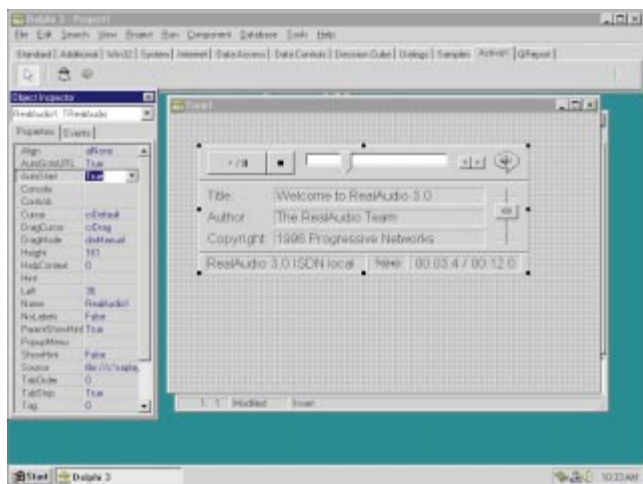 Delphi 3 - Project1
File Edit Search View Project Run Component Database Tools Help
Standard Additional Win32 System Internet Data Access Data Controls Decision Cube Dialogs Samples ActiveX QReport
Object Inspector
RealAudio1: TRealAudio
Properties Events
Align alNone
AutoGotoURL True
AutoStart True
Console
Controls
Cursor crDefault
DragCursor crDrag
DragMode dmManual
Height 161
HelpContext 0
Hint
Left 36
Name RealAudio1
NoLabels False
ParentShowHint True
PopupMenu
ShowHint False
Source
TabOrder 0
TabStop True
Tag 0
Form1
Title: Welcome to RealAudio 3.0
Author: The RealAudio Team
Copyright: 1996 Progressive Networks
RealAudio 3.0 ISDN local 00:03.4 / 00:12.0
1: 1 Modified Insert
Start Delphi 3 10:33 AM